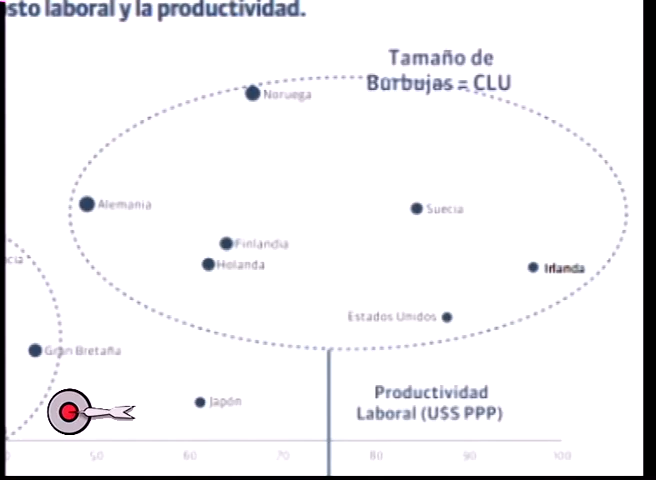 sto laboral y la productividad.
Tamaño de
Burbujas = CLU
Noruega
Alemania
Suecia
Finlandia
Holanda
cia
Irlanda
Estados Unidos
Gran Bretaña
Productividad
Laboral (US$ PPP)
Japón
50 60 70 80 90 100